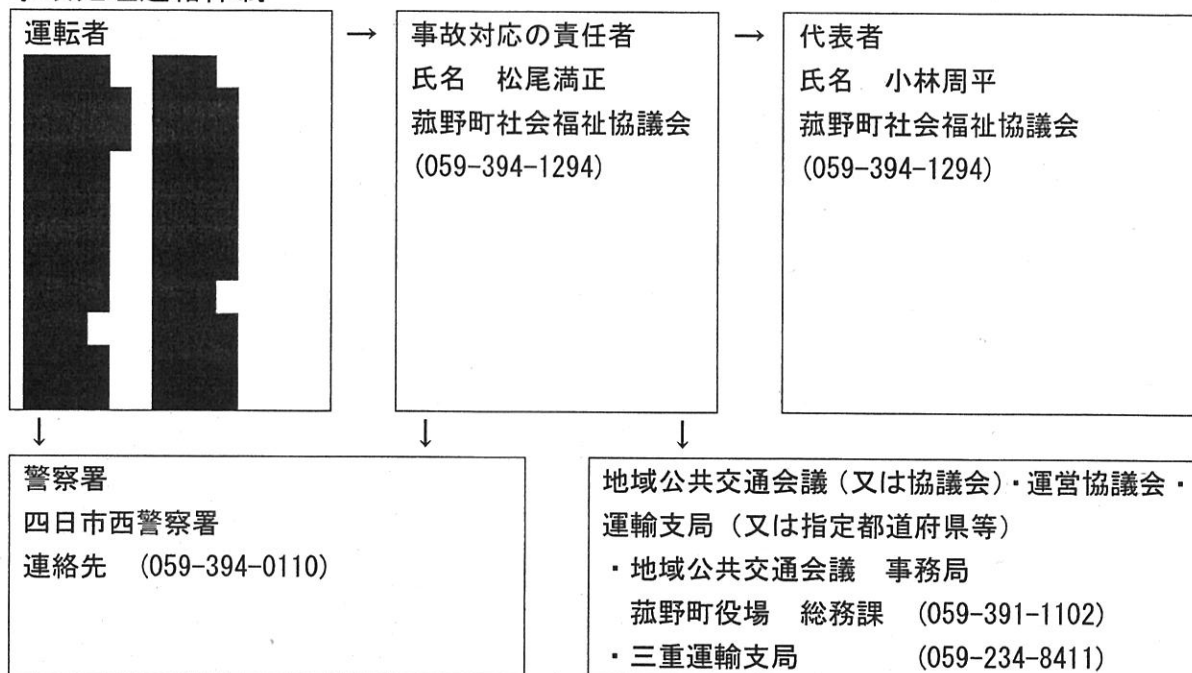 運転者
→
事故対応の責任者
氏名　松尾満正
菰野町社会福祉協議会
(059-394-1294)
→
代表者
氏名　小林周平
菰野町社会福祉協議会
(059-394-1294)
↓
↓
↓
警察署
四日市西警察署
連絡先　(059-394-0110)
地域公共交通会議（又は協議会）・運営協議会・
運輸支局（又は指定都道府県等）
・地域公共交通会議　事務局
菰野町役場　総務課　(059-391-1102)
・三重運輸支局　(059-234-8411)